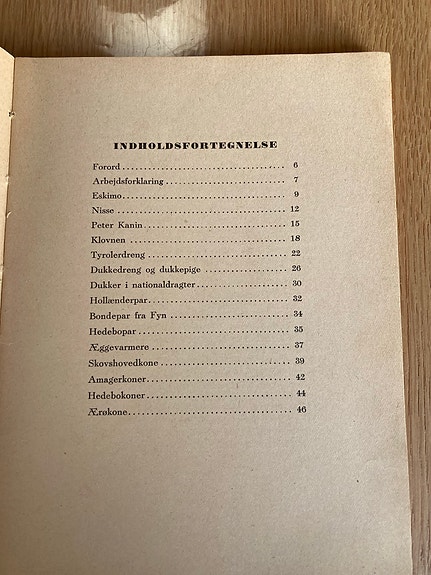 INDHOLDSFORTEGNELSE
Forord 6
Arbejdsforklaring 7
Eskimo 9
Nisse 12
Peter Kanin 15
Klovnen 18
Tyrolerdreng 22
Dukkedreng og dukkepige 26
Dukker i nationaldragter 30
Hollænderpar 32
Bondepar fra Fyn 34
Hedebopar 35
Æggevarmere 37
Skovshovedkone 39
Amagerkoner 42
Hedebokoner 44
Ærøkone 46